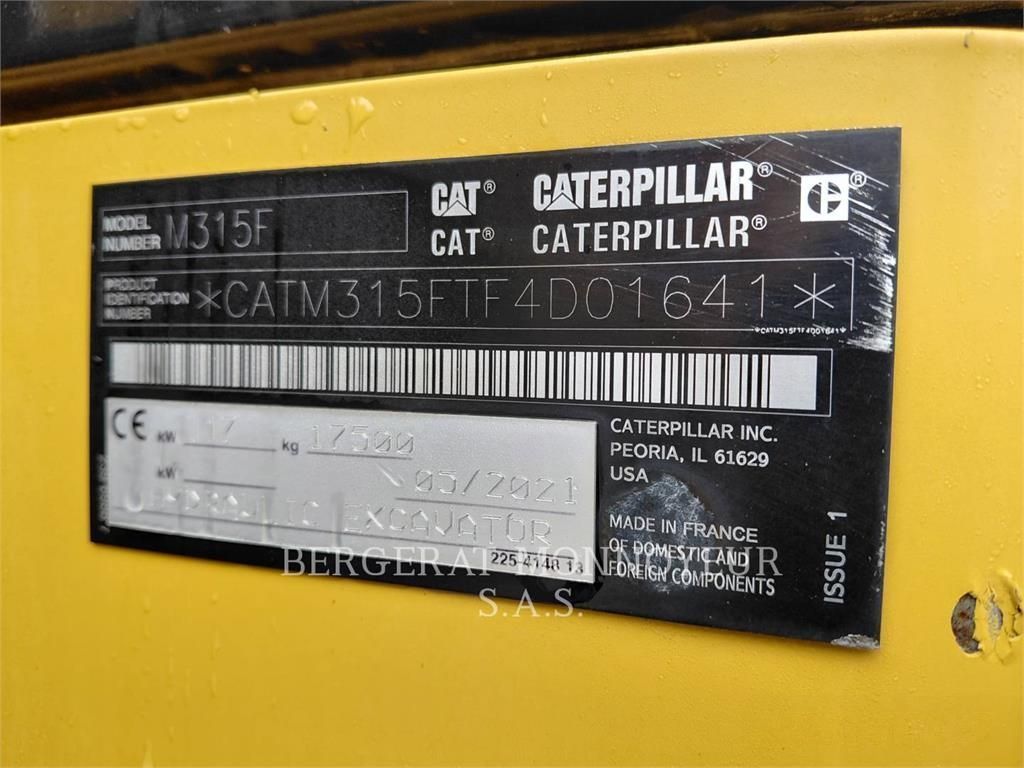 MODEL NUMBER M315F
CAT® CATERPILLAR®
CAT® CATERPILLAR®
PRODUCT IDENTIFICATION NUMBER *CATM315FTF4D01641*
*CATM315FTF4D01641*
CE kW kg 17500
kW 05/2021
HYDRAULIC EXCAVATOR
225-4148 13
CATERPILLAR INC.
PEORIA, IL 61629
USA
MADE IN FRANCE
OF DOMESTIC AND
FOREIGN COMPONENTS
ISSUE 1
BERGERAT MONNOYEUR
S.A.S.